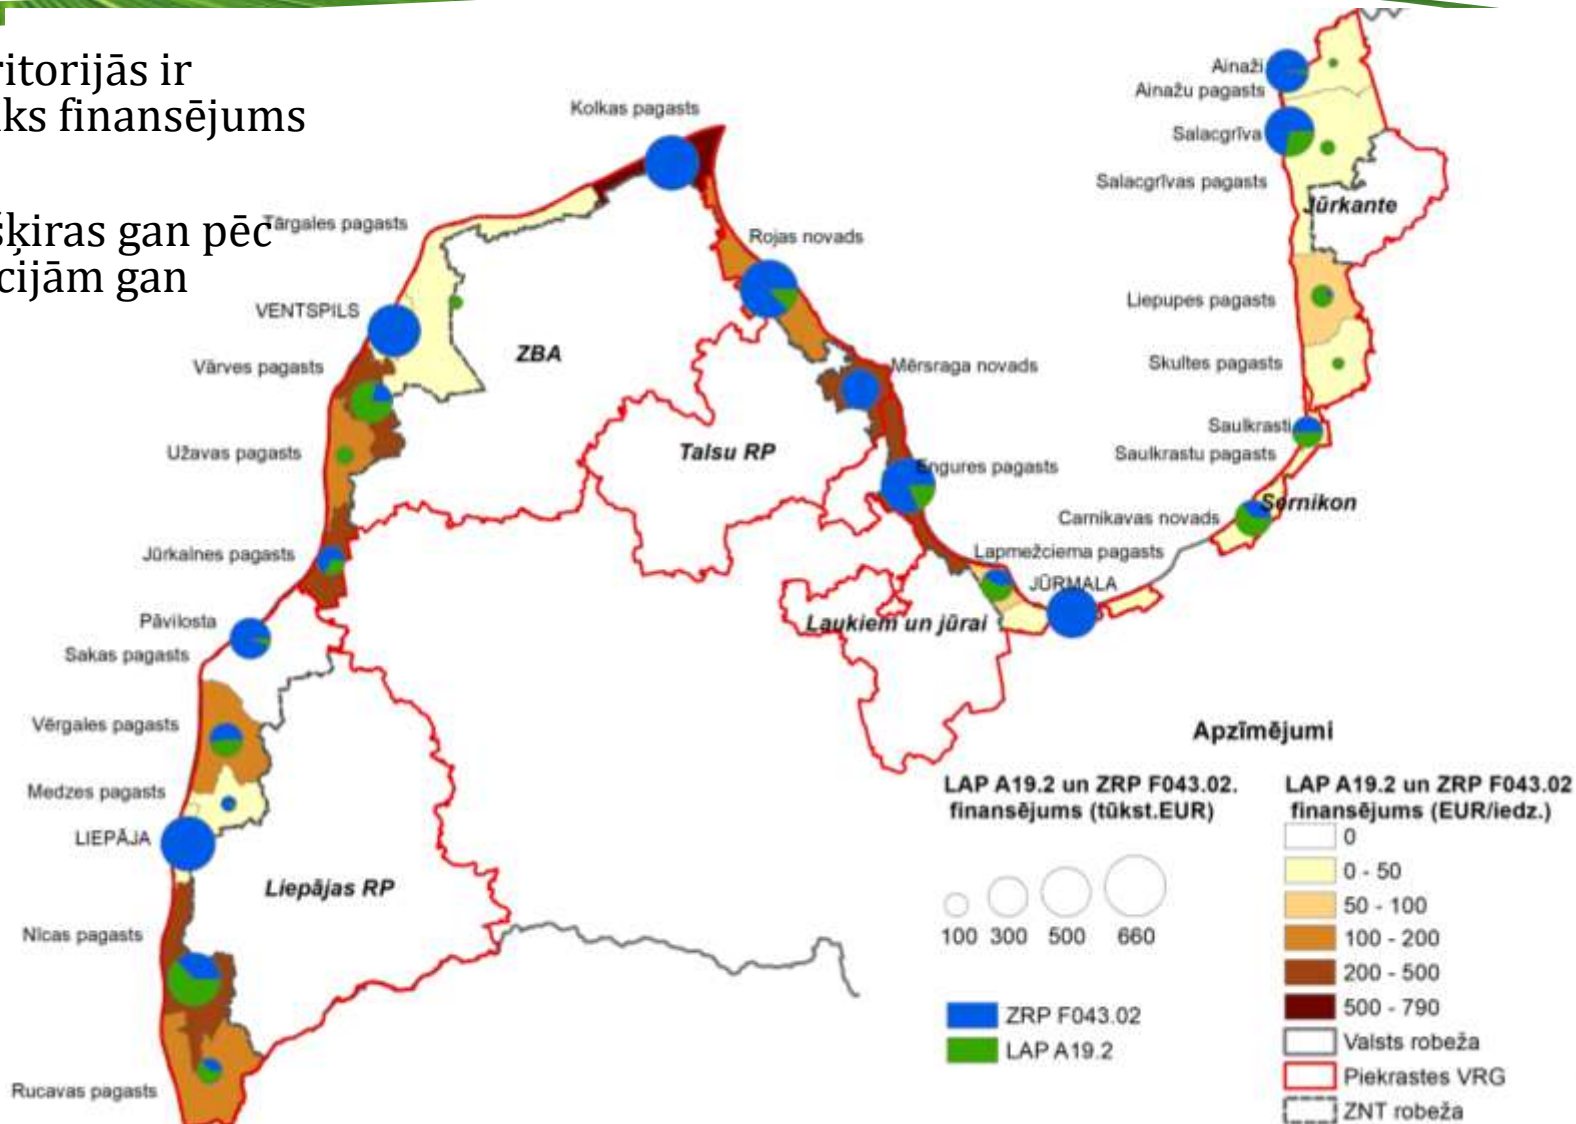 ritorijās ir
ks finansējums
šķiras gan pēc
cijām gan
Kolkas pagasts
Tārgales pagasts
VENTSPILS
Vārves pagasts
Užavas pagasts
Jūrkalnes pagasts
Pāvilosta
Sakas pagasts
Vērgales pagasts
Medzes pagasts
LIEPĀJA
Nīcas pagasts
Rucavas pagasts
Rojas novads
Mērsraga novads
Engures pagasts
Lapmežciema pagasts
JŪRMALA
ZBA
Talsu RP
Laukiem un jūrai
Liepājas RP
Ainaži
Ainažu pagasts
Salacgrīva
Salacgrīvas pagasts
Jūrkante
Liepupes pagasts
Skultes pagasts
Saulkrasti
Saulkrastu pagasts
Sernikon
Carnikavas novads
Apzīmējumi
LAP A19.2 un ZRP F043.02.
finansējums (tūkst.EUR)
100 300 500 660
ZRP F043.02
LAP A19.2
LAP A19.2 un ZRP F043.02
finansējums (EUR/iedz.)
0
0 - 50
50 - 100
100 - 200
200 - 500
500 - 790
Valsts robeža
Piekrastes VRG
ZNT robeža